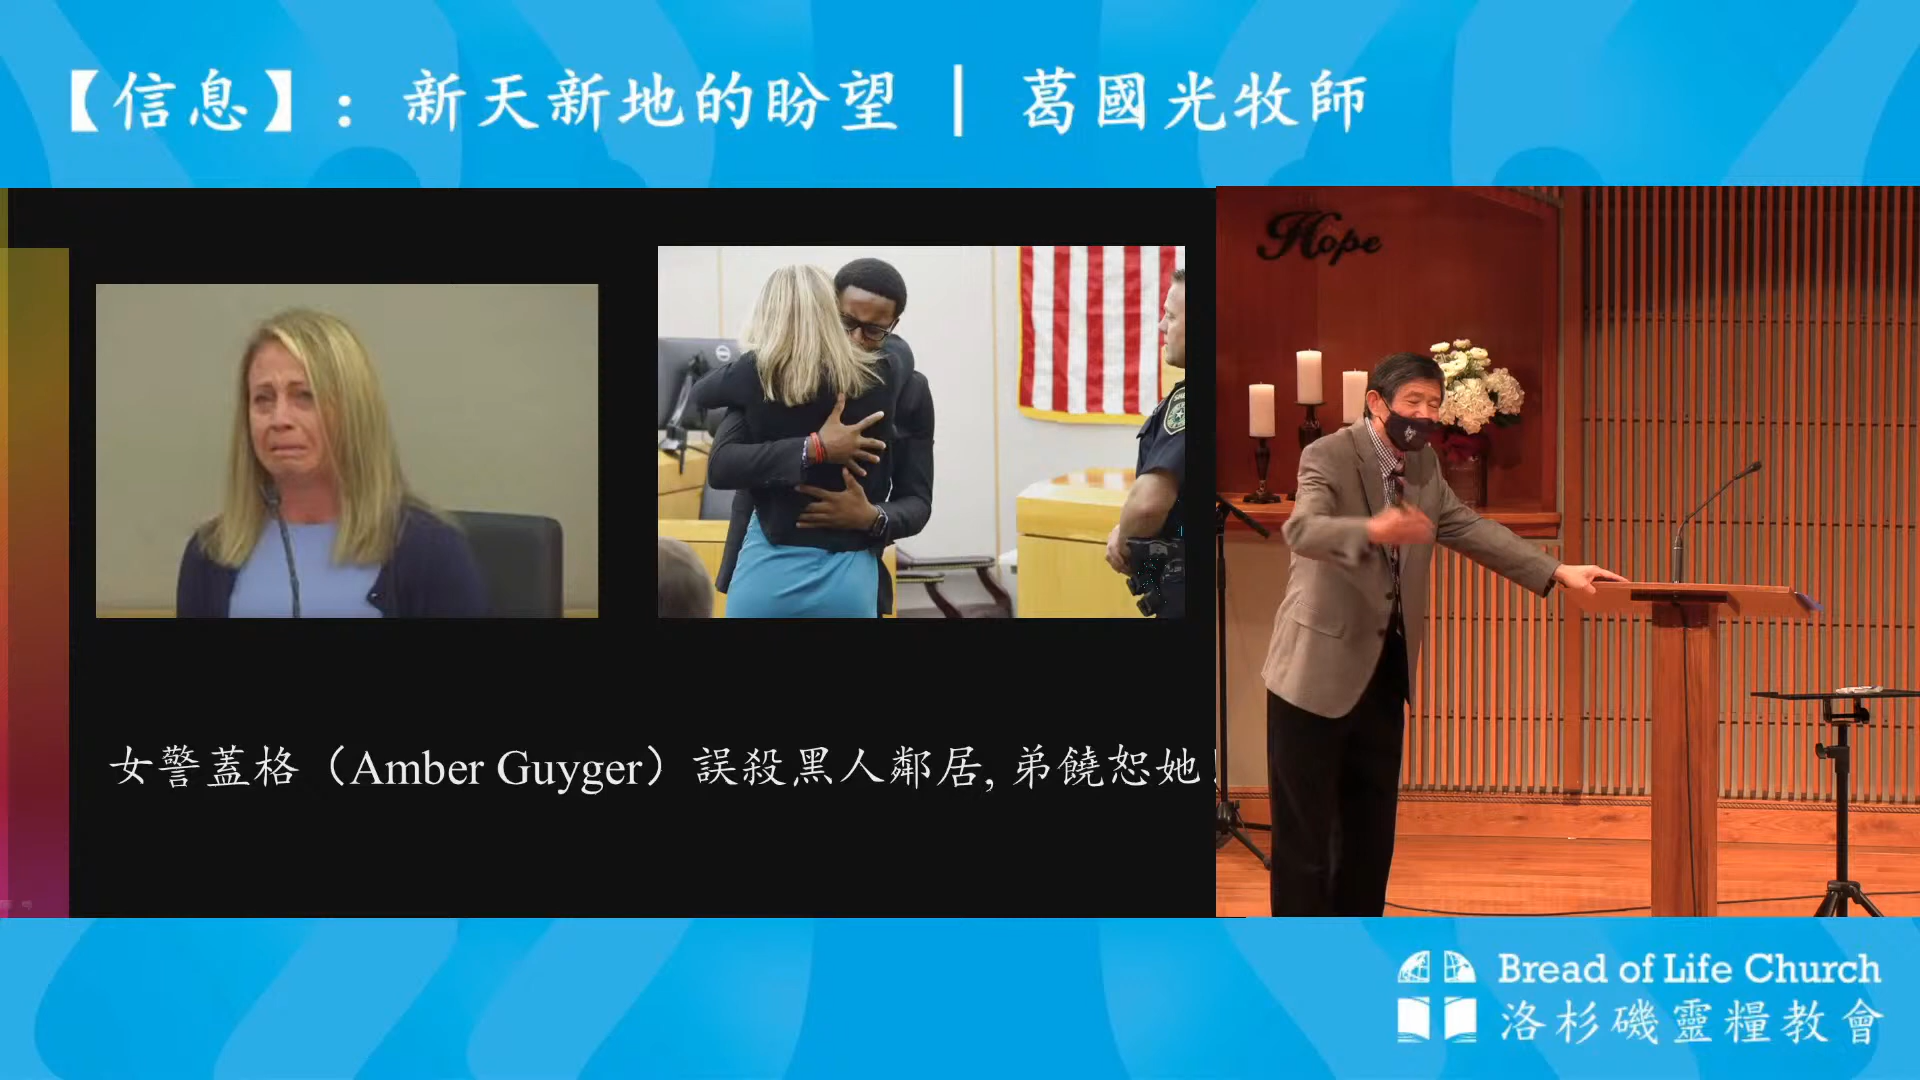 【信息】：新天新地的盼望 | 葛國光牧師
Hope
女警蓋格（Amber Guyger）誤殺黑人鄰居, 弟饒恕她！
Bread of Life Church
洛杉磯靈糧教會